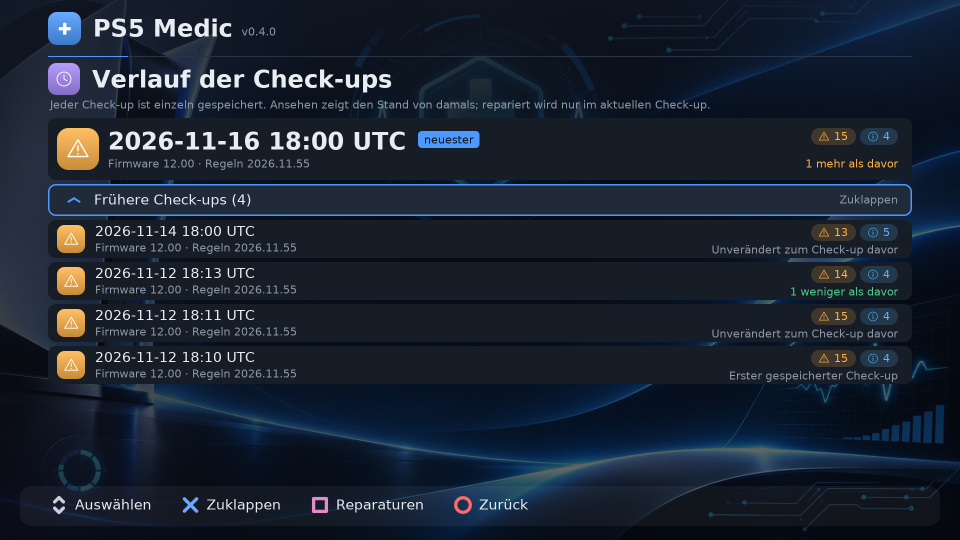 PS5 Medic v0.4.0
Verlauf der Check-ups
Jeder Check-up ist einzeln gespeichert. Ansehen zeigt den Stand von damals; repariert wird nur im aktuellen Check-up.
2026-11-16 18:00 UTC neuester 15 4
Firmware 12.00 · Regeln 2026.11.55 1 mehr als davor
Frühere Check-ups (4) Zuklappen
2026-11-14 18:00 UTC 13 5
Firmware 12.00 · Regeln 2026.11.55 Unverändert zum Check-up davor
2026-11-12 18:13 UTC 14 4
Firmware 12.00 · Regeln 2026.11.55 1 weniger als davor
2026-11-12 18:11 UTC 15 4
Firmware 12.00 · Regeln 2026.11.55 Unverändert zum Check-up davor
2026-11-12 18:10 UTC 15 4
Firmware 12.00 · Regeln 2026.11.55 Erster gespeicherter Check-up
Auswählen Zuklappen Reparaturen Zurück